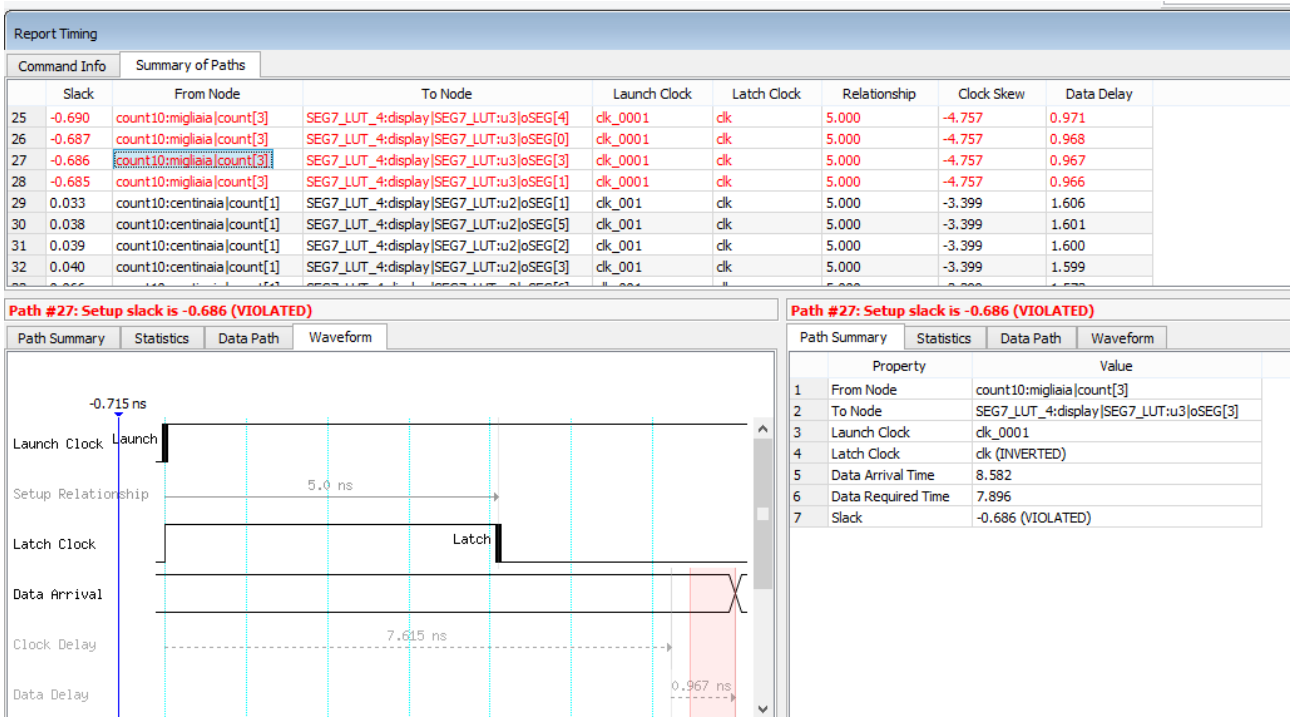 Report Timing
Command Info Summary of Paths
Slack From Node To Node Launch Clock Latch Clock Relationship Clock Skew Data Delay
25 -0.690 count10:migliaia|count[3] SEG7_LUT_4:display|SEG7_LUT:u3|oSEG[4] clk_0001 clk 5.000 -4.757 0.971
26 -0.687 count10:migliaia|count[3] SEG7_LUT_4:display|SEG7_LUT:u3|oSEG[0] clk_0001 clk 5.000 -4.757 0.968
27 -0.686 count10:migliaia|count[3] SEG7_LUT_4:display|SEG7_LUT:u3|oSEG[3] clk_0001 clk 5.000 -4.757 0.967
28 -0.685 count10:migliaia|count[3] SEG7_LUT_4:display|SEG7_LUT:u3|oSEG[1] clk_0001 clk 5.000 -4.757 0.966
29 0.033 count10:centinaia|count[1] SEG7_LUT_4:display|SEG7_LUT:u2|oSEG[1] clk_001 clk 5.000 -3.399 1.606
30 0.038 count10:centinaia|count[1] SEG7_LUT_4:display|SEG7_LUT:u2|oSEG[5] clk_001 clk 5.000 -3.399 1.601
31 0.039 count10:centinaia|count[1] SEG7_LUT_4:display|SEG7_LUT:u2|oSEG[2] clk_001 clk 5.000 -3.399 1.600
32 0.040 count10:centinaia|count[1] SEG7_LUT_4:display|SEG7_LUT:u2|oSEG[3] clk_001 clk 5.000 -3.399 1.599
Path #27: Setup slack is -0.686 (VIOLATED)
Path Summary Statistics Data Path Waveform
-0.715 ns
Launch Clock Launch
Setup Relationship 5.0 ns
Latch Clock Latch
Data Arrival
Clock Delay 7.615 ns
Data Delay 0.967 ns
Path #27: Setup slack is -0.686 (VIOLATED)
Path Summary Statistics Data Path Waveform
Property Value
1 From Node count10:migliaia|count[3]
2 To Node SEG7_LUT_4:display|SEG7_LUT:u3|oSEG[3]
3 Launch Clock clk_0001
4 Latch Clock clk (INVERTED)
5 Data Arrival Time 8.582
6 Data Required Time 7.896
7 Slack -0.686 (VIOLATED)